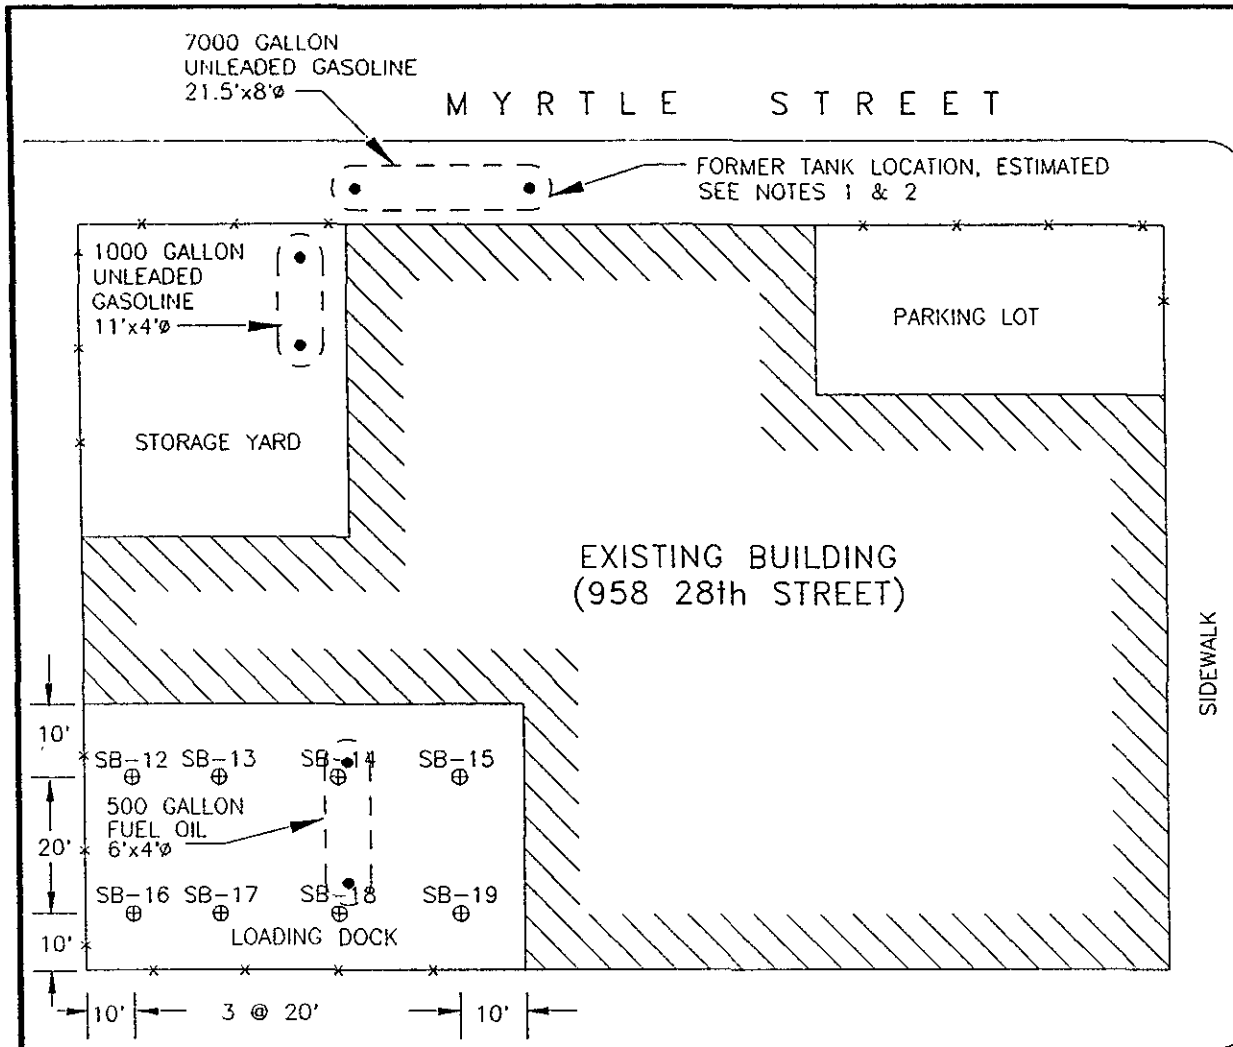 7000 GALLON
UNLEADED GASOLINE
21.5'x8'ø
MYRTLE STREET
FORMER TANK LOCATION, ESTIMATED
SEE NOTES 1 & 2
1000 GALLON
UNLEADED
GASOLINE
11'x4'ø
PARKING LOT
STORAGE YARD
EXISTING BUILDING
(958 28th STREET)
SIDEWALK
10'
SB-12 SB-13 SB-14 SB-15
500 GALLON
FUEL OIL
6'x4'ø
20'
SB-16 SB-17 SB-18 SB-19
LOADING DOCK
10'
10' 3 @ 20' 10'